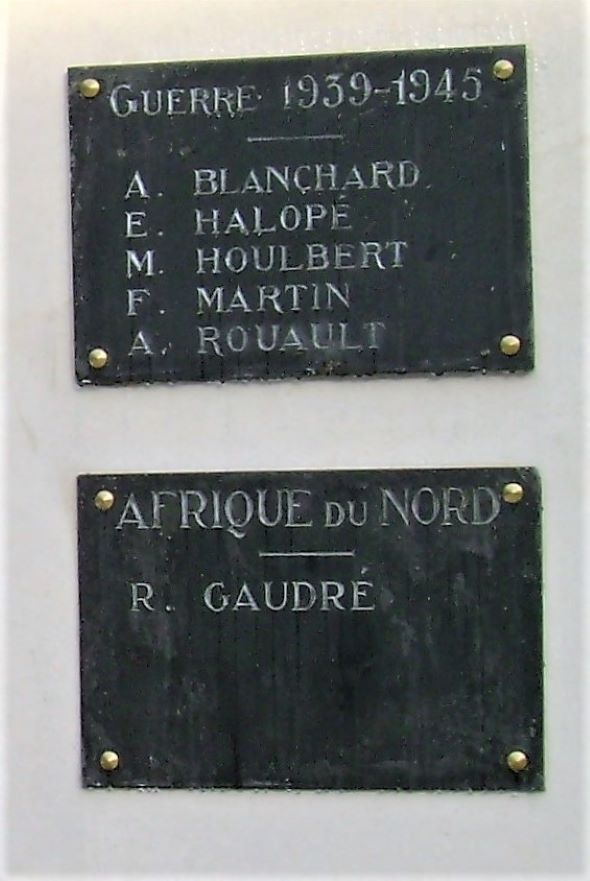 GUERRE 1939-1945
A. BLANCHARD
E. HALOPÉ
M. HOULBERT
F. MARTIN
A. ROUAULT
AFRIQUE DU NORD
R. GAUDRÉ